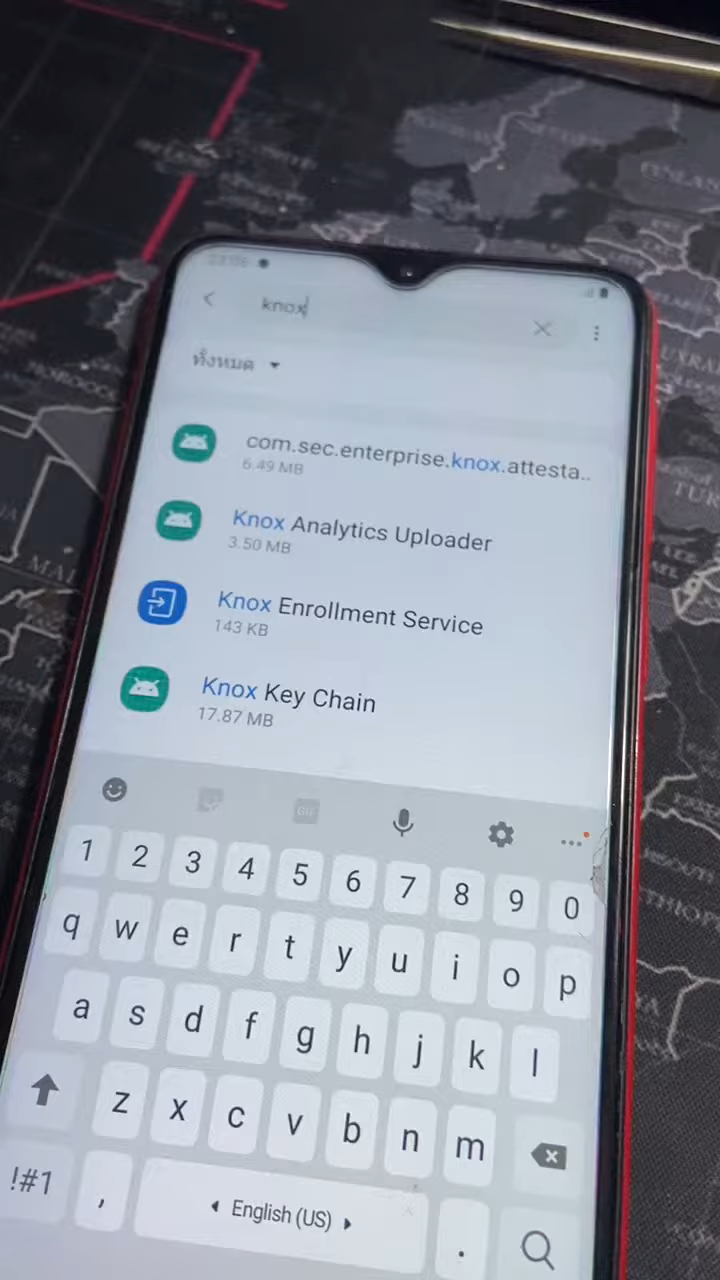 knox
ทั้งหมด
com.sec.enterprise.knox.attesta..
6.49 MB
Knox Analytics Uploader
3.50 MB
Knox Enrollment Service
143 KB
Knox Key Chain
17.87 MB
GIF
1 2 3 4 5 6 7 8 9 0
q w e r t y u i o p
a s d f g h j k l
z x c v b n m
!#1 , English (US) .